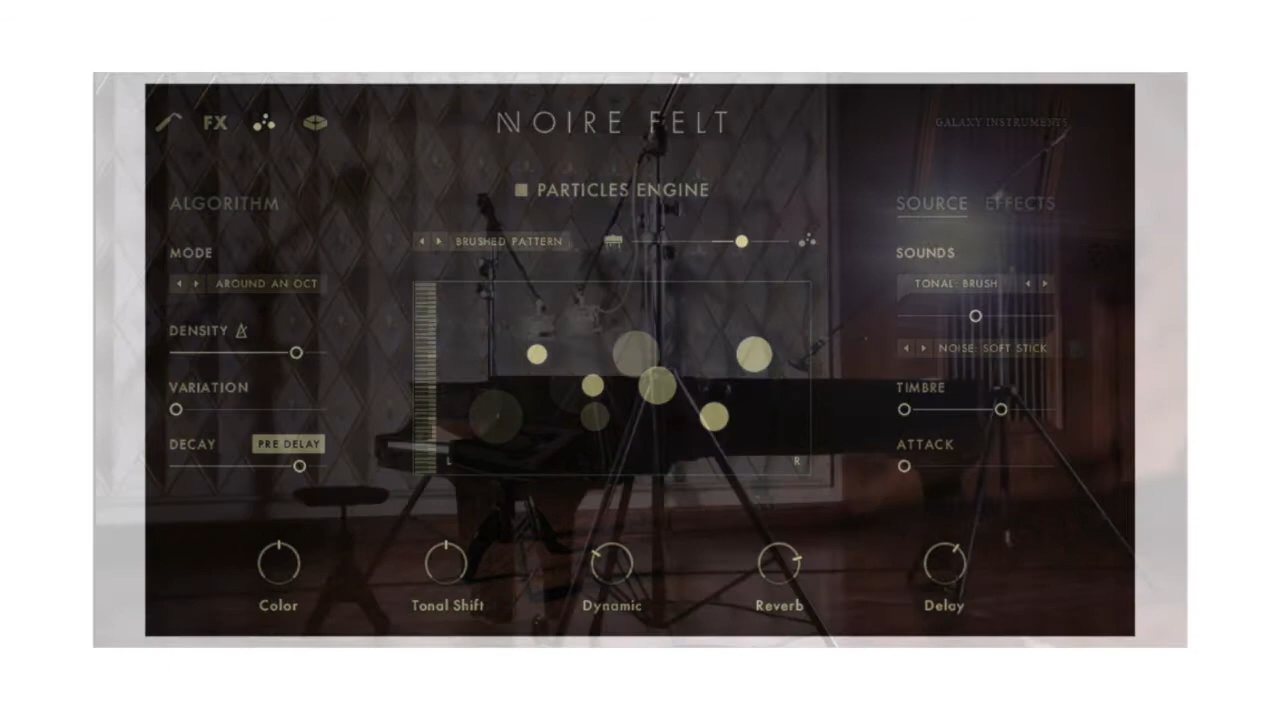 FX
NOIRE FELT
GALAXY INSTRUMENTS
PARTICLES ENGINE
ALGORITHM
SOURCE EFFECTS
BRUSHED PATTERN
MODE
SOUNDS
AROUND AN OCT
TONAL: BRUSH
DENSITY
NOISE: SOFT STICK
VARIATION
TIMBRE
DECAY PRE DELAY
ATTACK
L R
Color Tonal Shift Dynamic Reverb Delay